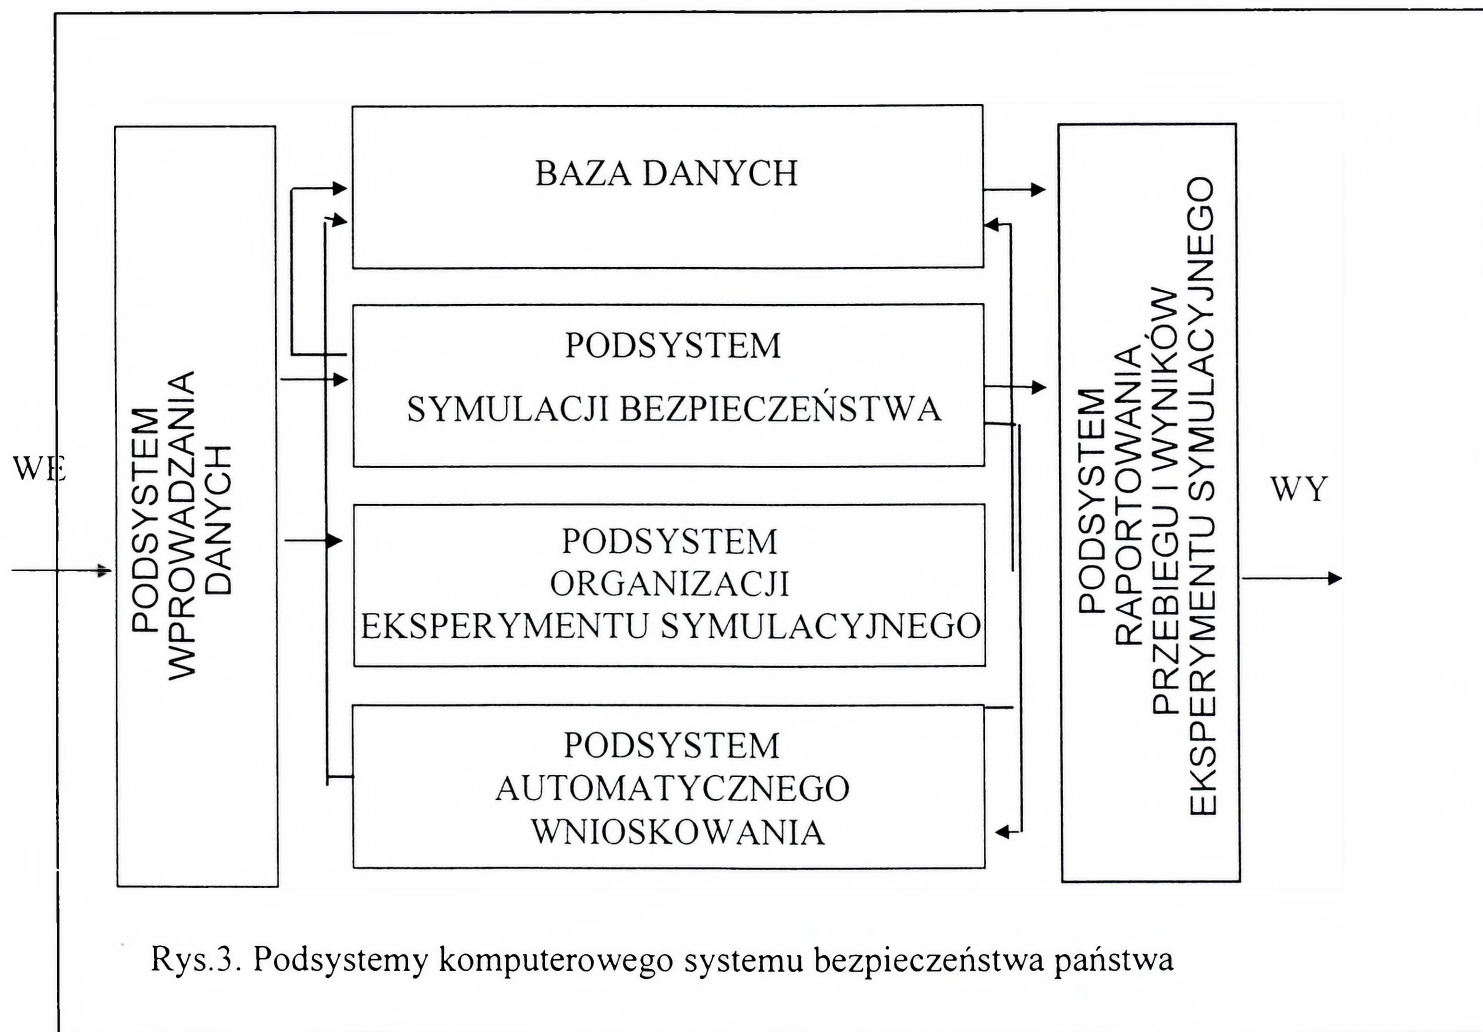 WE
PODSYSTEM
WPROWADZANIA
DANYCH
BAZA DANYCH
PODSYSTEM
SYMULACJI BEZPIECZEŃSTWA
PODSYSTEM
ORGANIZACJI
EKSPERYMENTU SYMULACYJNEGO
PODSYSTEM
AUTOMATYCZNEGO
WNIOSKOWANIA
PODSYSTEM
RAPORTOWANIA
PRZEBIEGU I WYNIKÓW
EKSPERYMENTU SYMULACYJNEGO
WY
Rys.3. Podsystemy komputerowego systemu bezpieczeństwa państwa